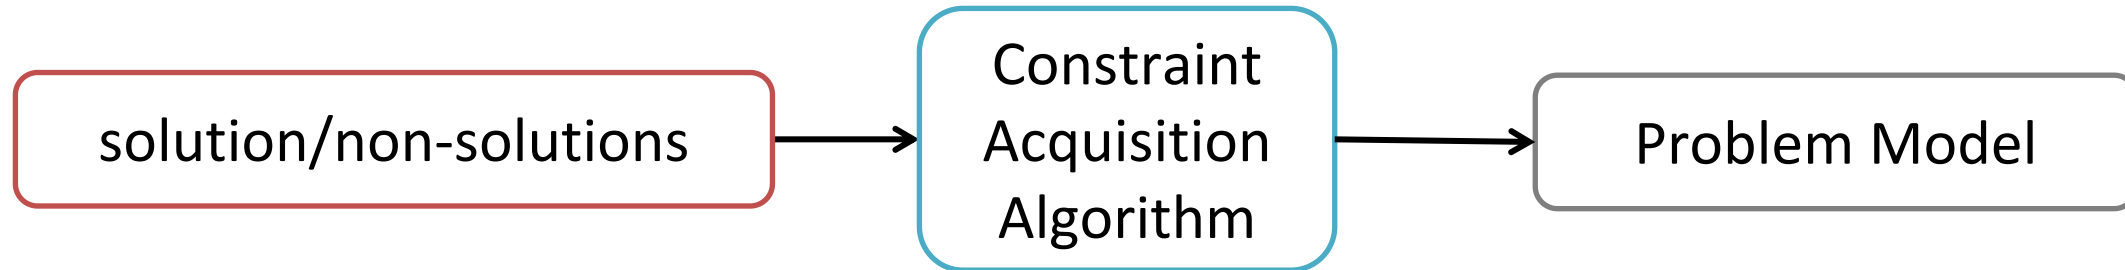 solution/non-solutions
Constraint
Acquisition
Algorithm
Problem Model